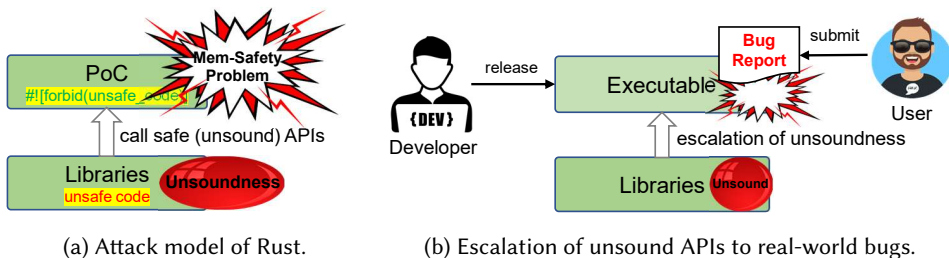 Mem-Safety
Problem
PoC
#![forbid(unsafe_code
call safe (unsound) APIs
Libraries
unsafe code
Unsoundness
(a) Attack model of Rust.
{DEV}
Developer
release
Executable
Bug
Report
submit
User
escalation of unsoundness
Libraries
Unsound
(b) Escalation of unsound APIs to real-world bugs.